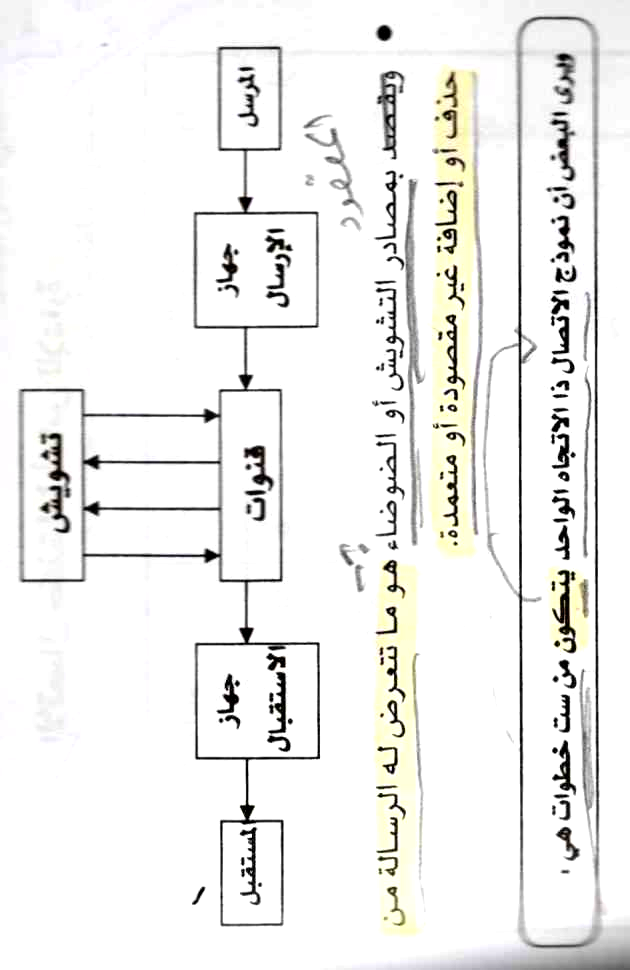 المرسل
جهاز
الإرسال
قنوات
تشويش
جهاز
الاستقبال
المستقبل
المقصود
ويقصد بمصادر التشويش أو الضوضاء هو ما تتعرض له الرسالة من
حذف أو إضافة غير مقصودة أو متعمدة.
ويرى البعض أن نموذج الاتصال ذا الاتجاه الواحد يتكون من ست خطوات هي: